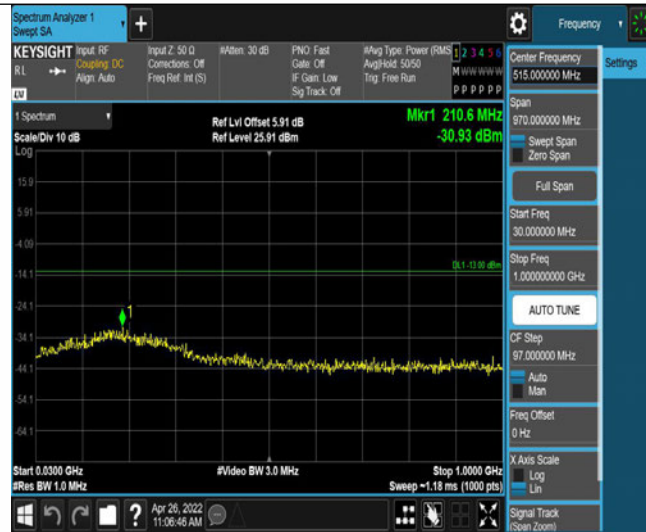 Spectrum Analyzer 1
Swept SA
+
Frequency
KEYSIGHT
RL
Input: RF
Coupling: DC
Align: Auto
Input Z: 50 Ω
Corrections: Off
Freq Ref: Int (S)
#Atten: 30 dB
PNO: Fast
Gate: Off
IF Gain: Low
Sig Track: Off
#Avg Type: Power (RMS
Avg|Hold: 50/50
Trig: Free Run
1 2 3 4 5 6
M W W W W W
P P P P P P
1 Spectrum
Scale/Div 10 dB
Log
Ref Lvl Offset 5.91 dB
Ref Level 25.91 dBm
Mkr1 210.6 MHz
-30.93 dBm
15.9
5.91
-4.09
-14.1
-24.1
-34.1
-44.1
-54.1
-64.1
DL1 -13.00 dBm
1
Start 0.0300 GHz
#Res BW 1.0 MHz
#Video BW 3.0 MHz
Stop 1.0000 GHz
Sweep ~1.18 ms (1000 pts)
Apr 26, 2022
11:06:46 AM
Settings
Center Frequency
515.000000 MHz
Span
970.000000 MHz
Swept Span
Zero Span
Full Span
Start Freq
30.000000 MHz
Stop Freq
1.000000000 GHz
AUTO TUNE
CF Step
97.000000 MHz
Auto
Man
Freq Offset
0 Hz
X Axis Scale
Log
Lin
Signal Track
(Span Zoom)